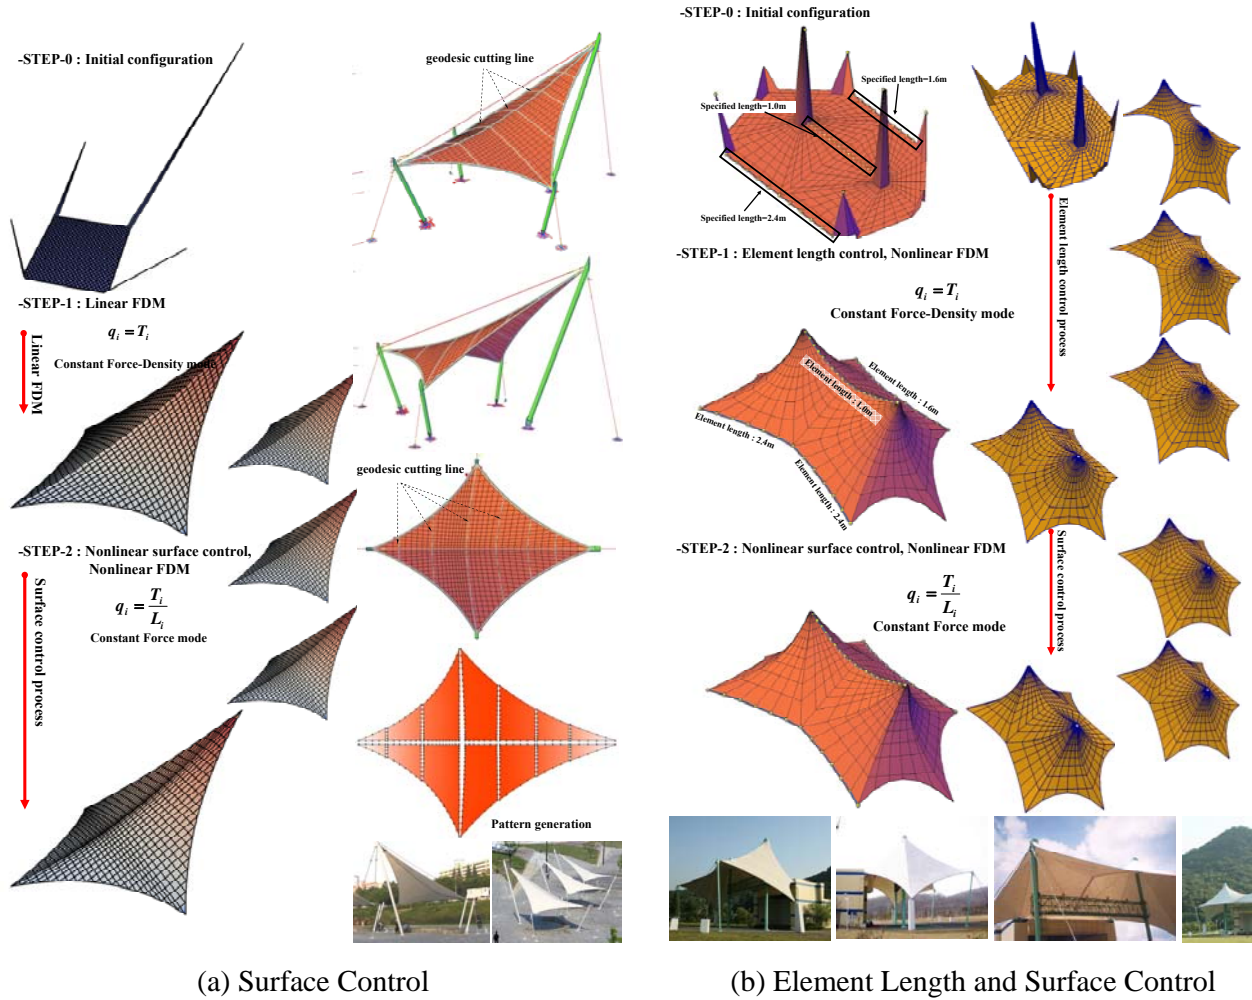 -STEP-0 : Initial configuration
geodesic cutting line
-STEP-1 : Linear FDM
q_i = T_i
Constant Force-Density mode
Linear FDM
geodesic cutting line
-STEP-2 : Nonlinear surface control,
Nonlinear FDM
q_i = T_i / L_i
Constant Force mode
Surface control process
Pattern generation
(a) Surface Control
-STEP-0 : Initial configuration
Specified length=1.6m
Specified length=1.0m
Specified length=2.4m
-STEP-1 : Element length control, Nonlinear FDM
q_i = T_i
Constant Force-Density mode
Element length control process
Element length : 1.6m
Element length : 1.0m
Element length : 2.4m
Element length : 2.4m
-STEP-2 : Nonlinear surface control, Nonlinear FDM
q_i = T_i / L_i
Constant Force mode
Surface control process
(b) Element Length and Surface Control